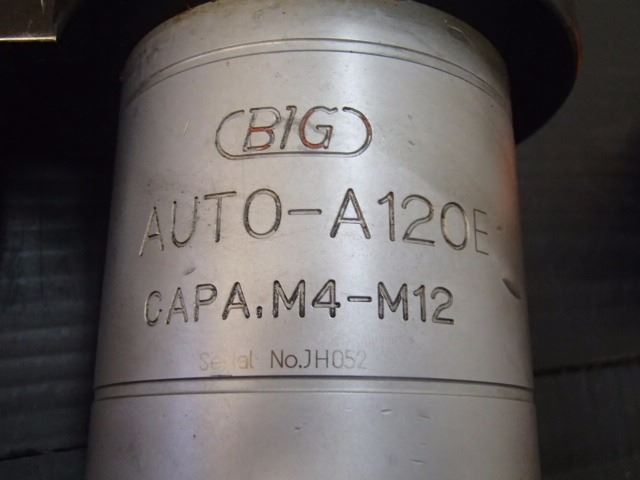 BIG
AUTO-A120E
CAPA.M4-M12
Serial No.JH052